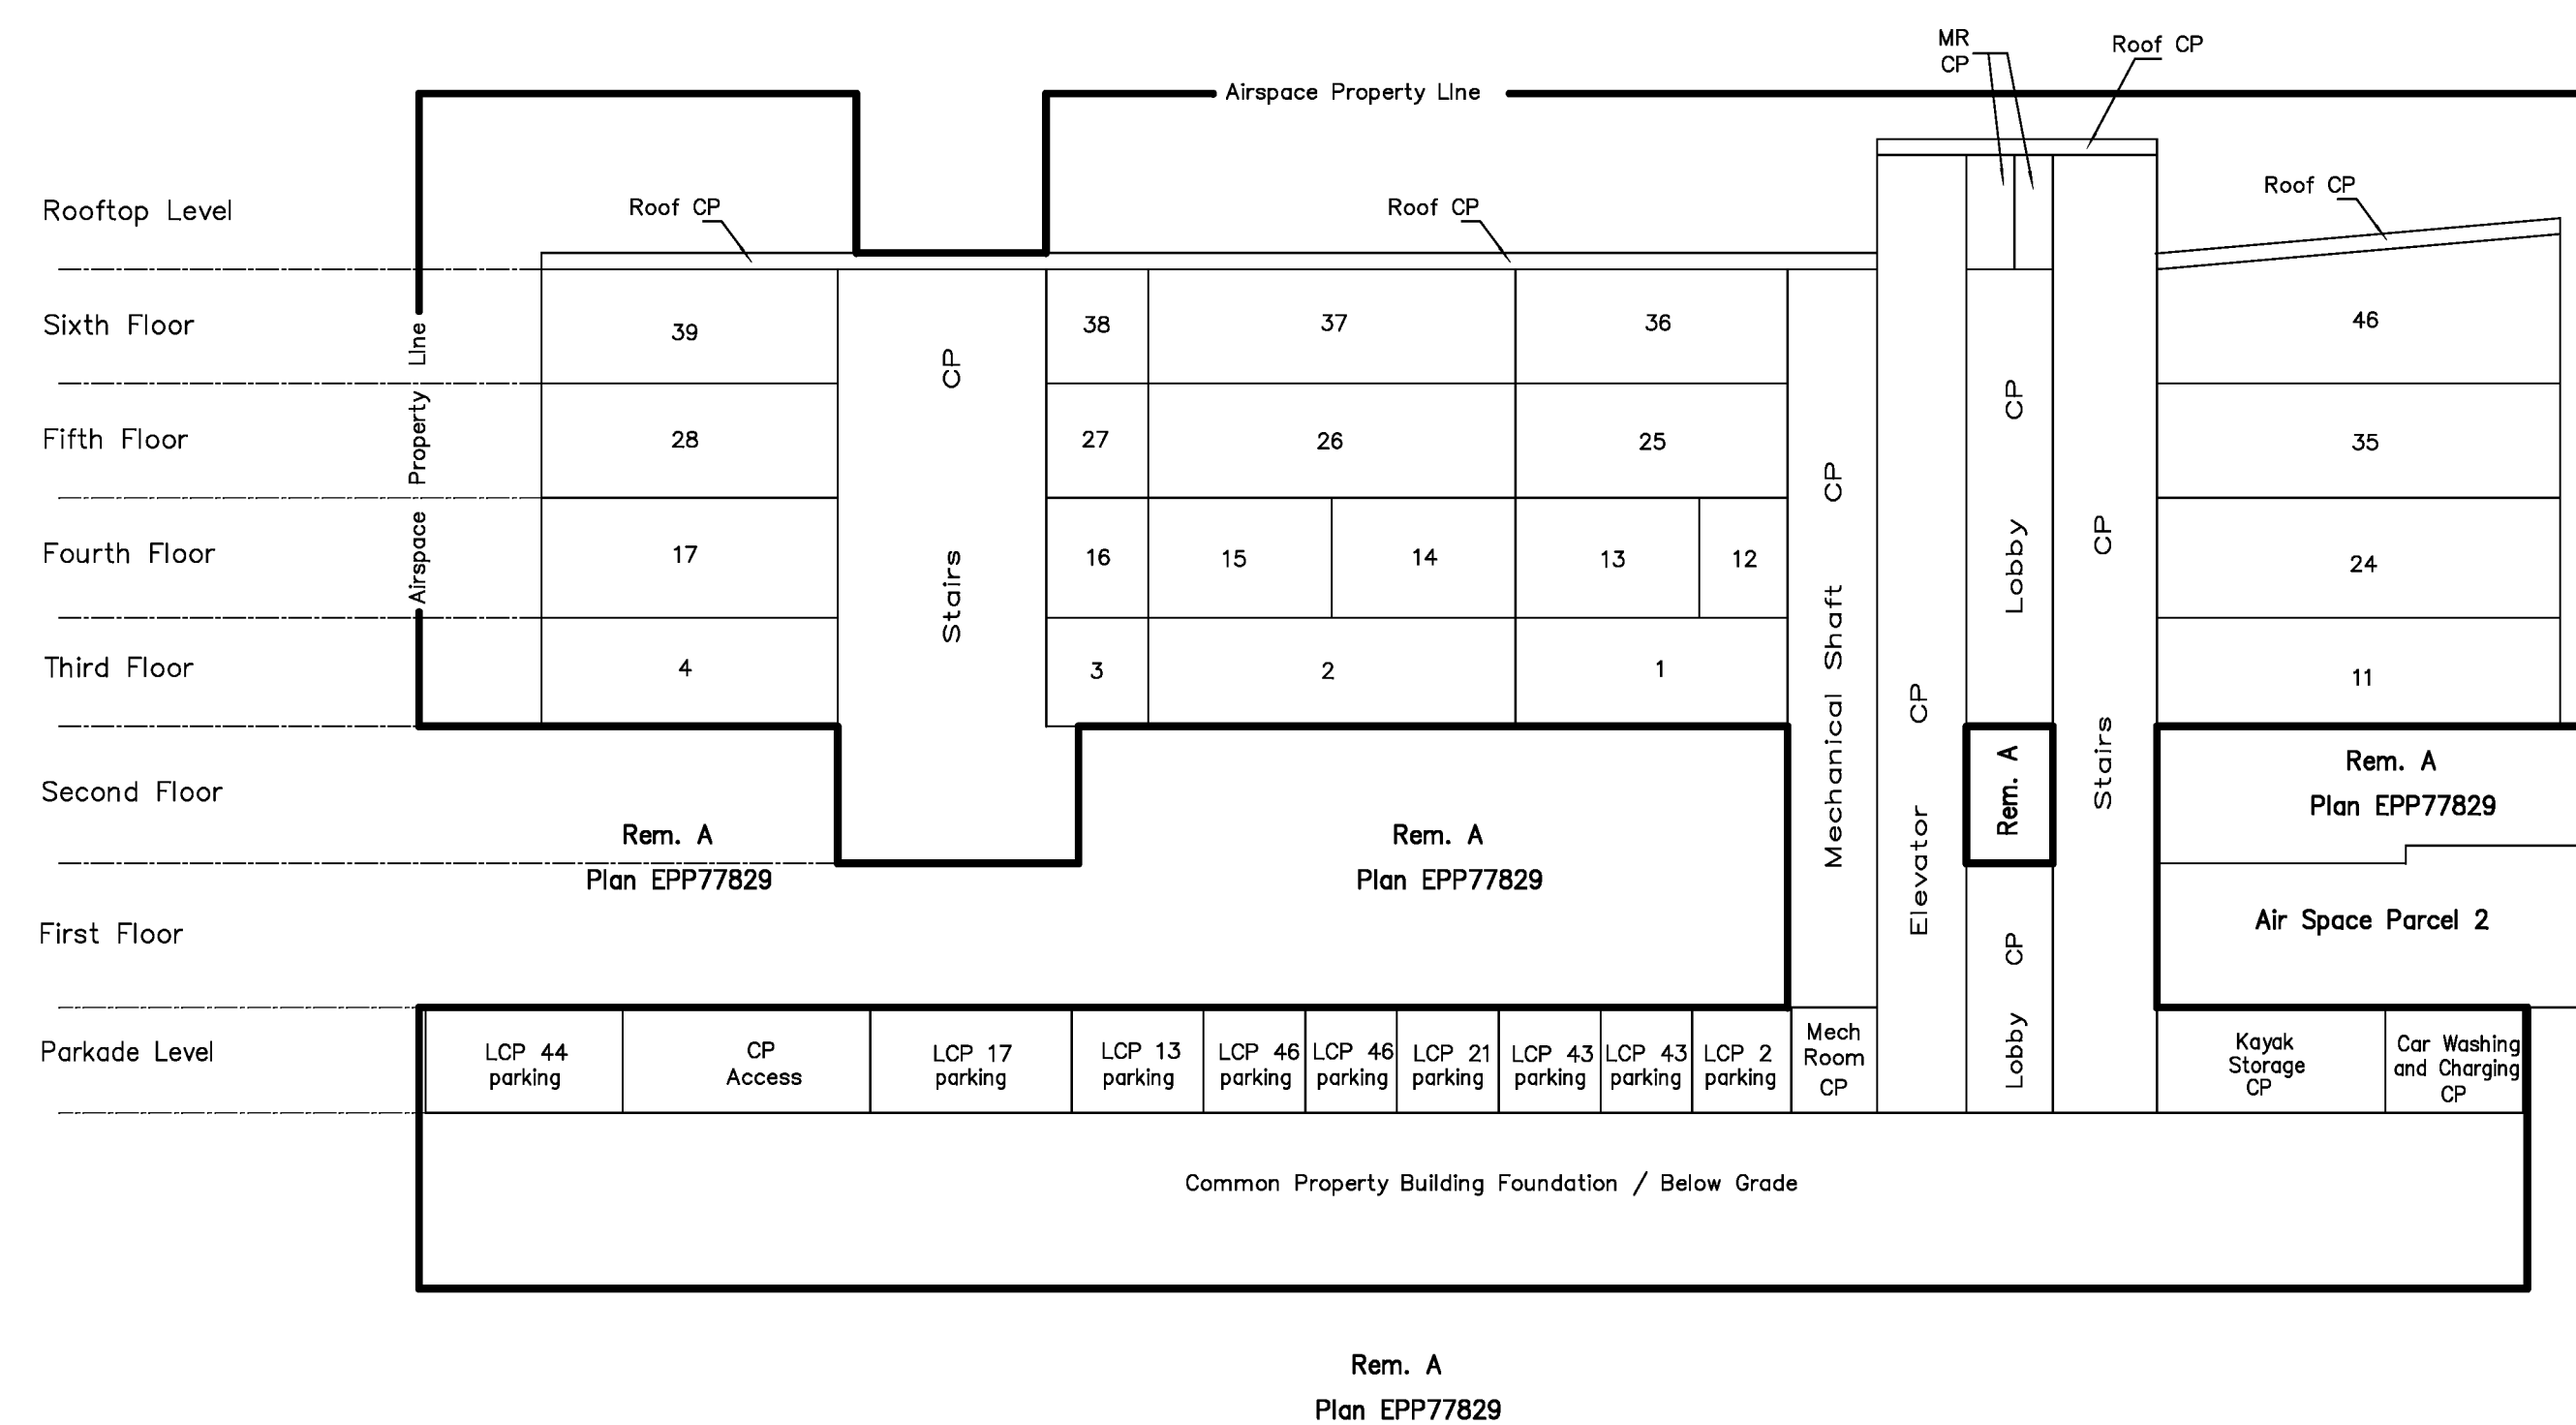 MR
CP
Roof CP
Airspace Property LIne
Rooftop Level
Roof CP
Roof CP
Roof CP
Sixth Floor
39
38
37
36
46
Fifth Floor
28
27
26
25
35
Fourth Floor
17
16
15
14
13
12
24
Third Floor
4
3
2
1
11
Airspace Property LIne
Stairs CP
Mechanical Shaft CP
Elevator CP
Lobby CP
Stairs CP
Second Floor
Rem. A
Plan EPP77829
Rem. A
Plan EPP77829
Rem. A
Rem. A
Plan EPP77829
First Floor
Air Space Parcel 2
Lobby CP
Parkade Level
LCP 44
parking
CP
Access
LCP 17
parking
LCP 13
parking
LCP 46
parking
LCP 46
parking
LCP 21
parking
LCP 43
parking
LCP 43
parking
LCP 2
parking
Mech
Room
CP
Kayak
Storage
CP
Car Washing
and Charging
CP
Common Property Building Foundation / Below Grade
Rem. A
Plan EPP77829